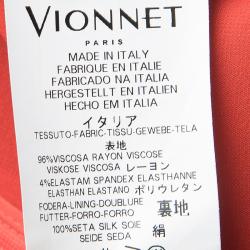 VIONNET
PARIS
MADE IN ITALY
FABRIQUE EN ITALIE
FABRICADO NA ITALIA
HERGESTELLT EN ITALIEN
HECHO EM ITALIA
イタリア
TESSUTO-FABRIC-TISSU-GEWEBE-TELA
表地
96%VISCOSA RAYON VISCOSE
VISKOSE VISCOSA レーヨン
4%ELASTAM SPANDEX ELASTHANNE
ELASTHAN ELASTANO ポリウレタン
FODERA-LINING-DOUBLURE
FUTTER-FORRO-FORRO 裏地
100%SETA SILK SOIE
SEIDE SEDA 絹